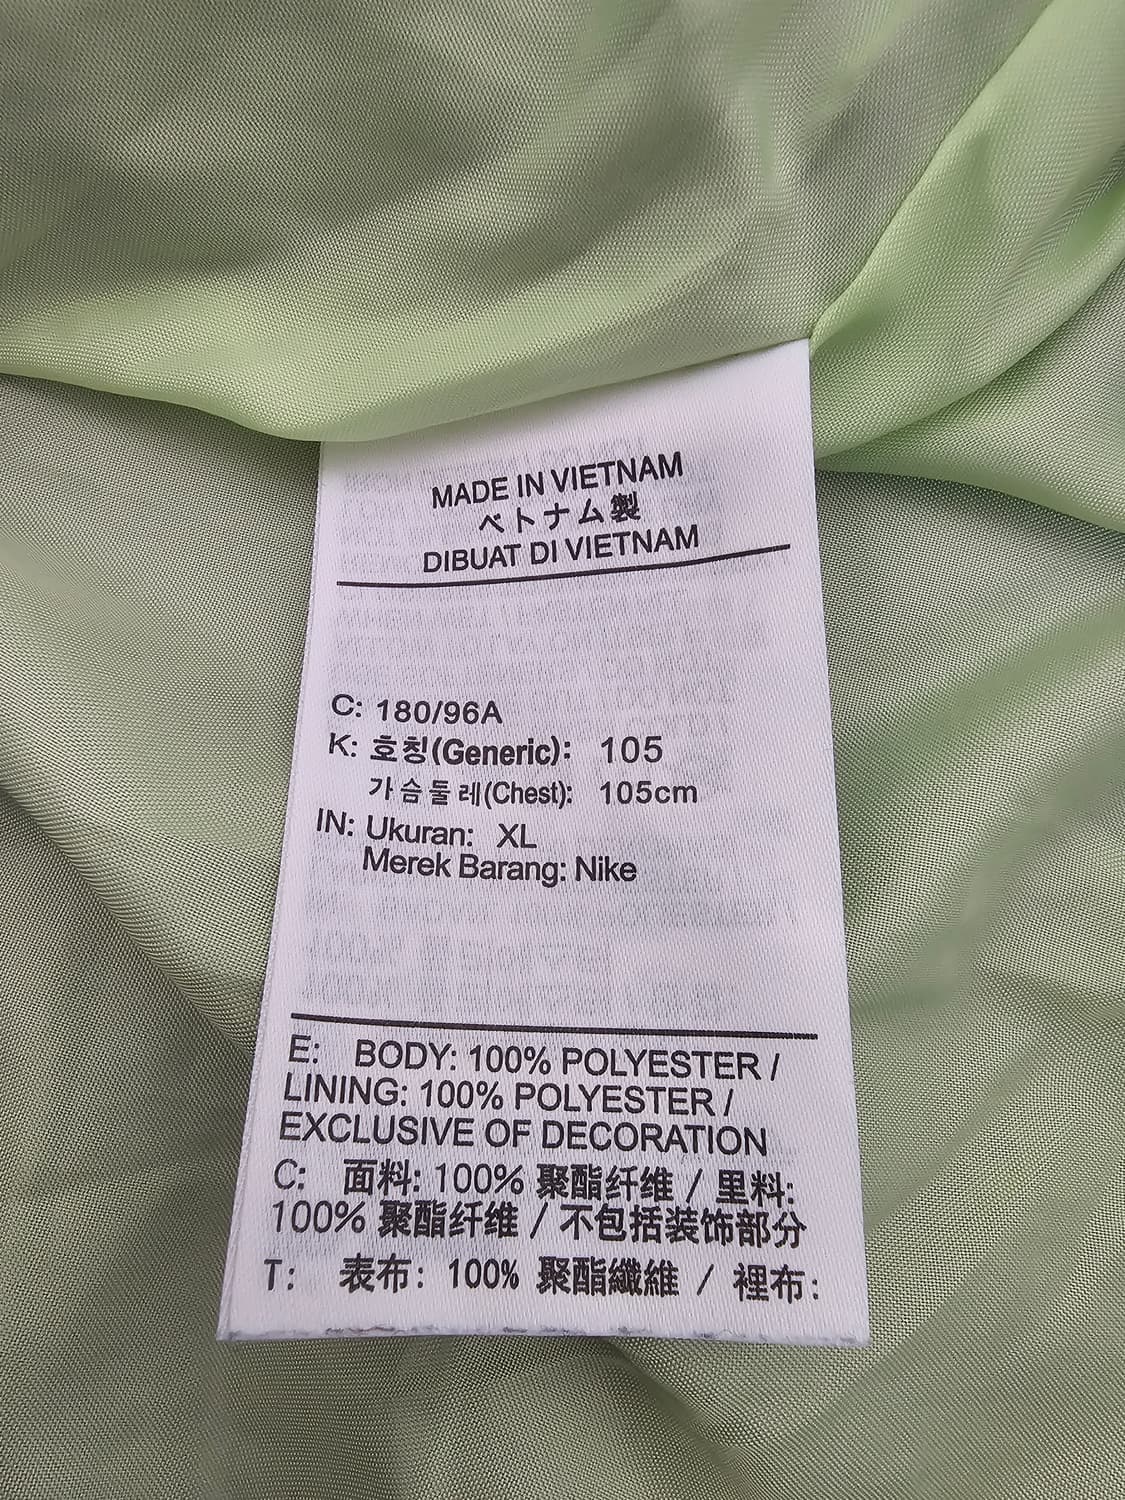 MADE IN VIETNAM
ベトナム製
DIBUAT DI VIETNAM
C: 180/96A
K: 호칭(Generic): 105
가슴둘레(Chest): 105cm
IN: Ukuran: XL
Merek Barang: Nike
E: BODY: 100% POLYESTER /
LINING: 100% POLYESTER /
EXCLUSIVE OF DECORATION
C: 面料: 100% 聚酯纤维 / 里料:
100% 聚酯纤维 / 不包括装饰部分
T: 表布: 100% 聚酯纖維 / 裡布: